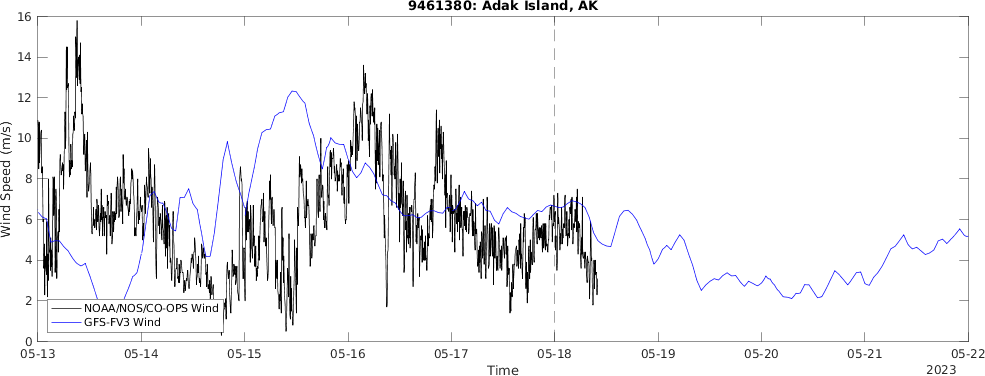 9461380: Adak Island, AK
16
14
12
10
8
6
4
2
0
Wind Speed (m/s)
NOAA/NOS/CO-OPS Wind
GFS-FV3 Wind
05-13 05-14 05-15 05-16 05-17 05-18 05-19 05-20 05-21 05-22
Time
2023